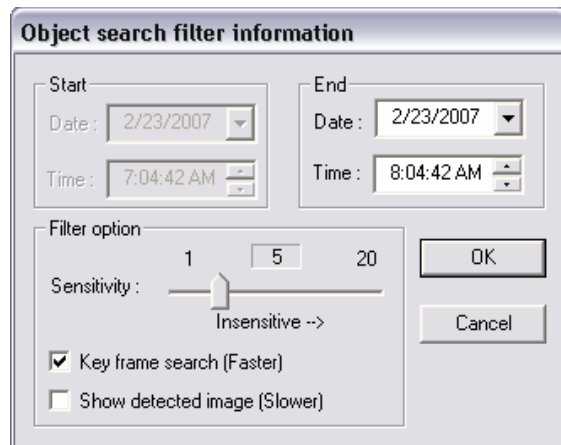 Object search filter information
Start
Date : 2/23/2007
Time : 7:04:42 AM
End
Date : 2/23/2007
Time : 8:04:42 AM
Filter option
1 5 20
Sensitivity :
Insensitive -->
Key frame search (Faster)
Show detected image (Slower)
OK
Cancel